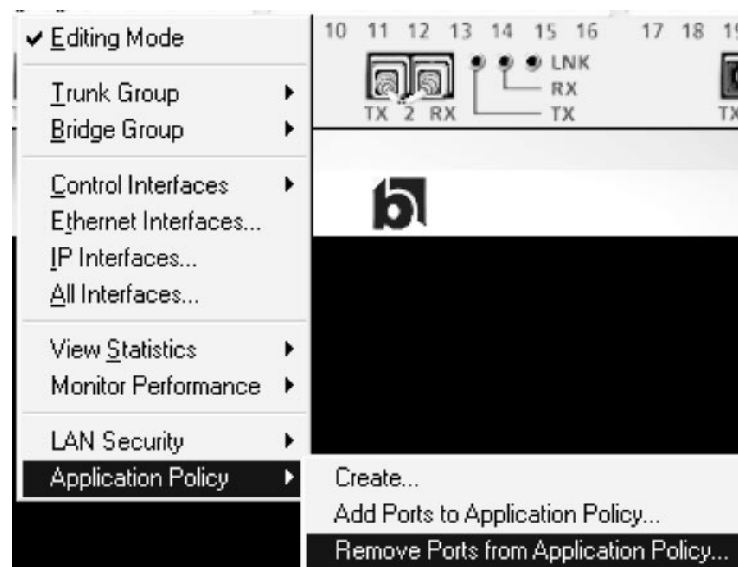 Editing Mode
Trunk Group
Bridge Group
Control Interfaces
Ethernet Interfaces...
IP Interfaces...
All Interfaces...
View Statistics
Monitor Performance
LAN Security
Application Policy
Create...
Add Ports to Application Policy...
Remove Ports from Application Policy...
10 11 12 13 14 15 16 17 18
LNK
RX
TX 2 RX TX TX
b